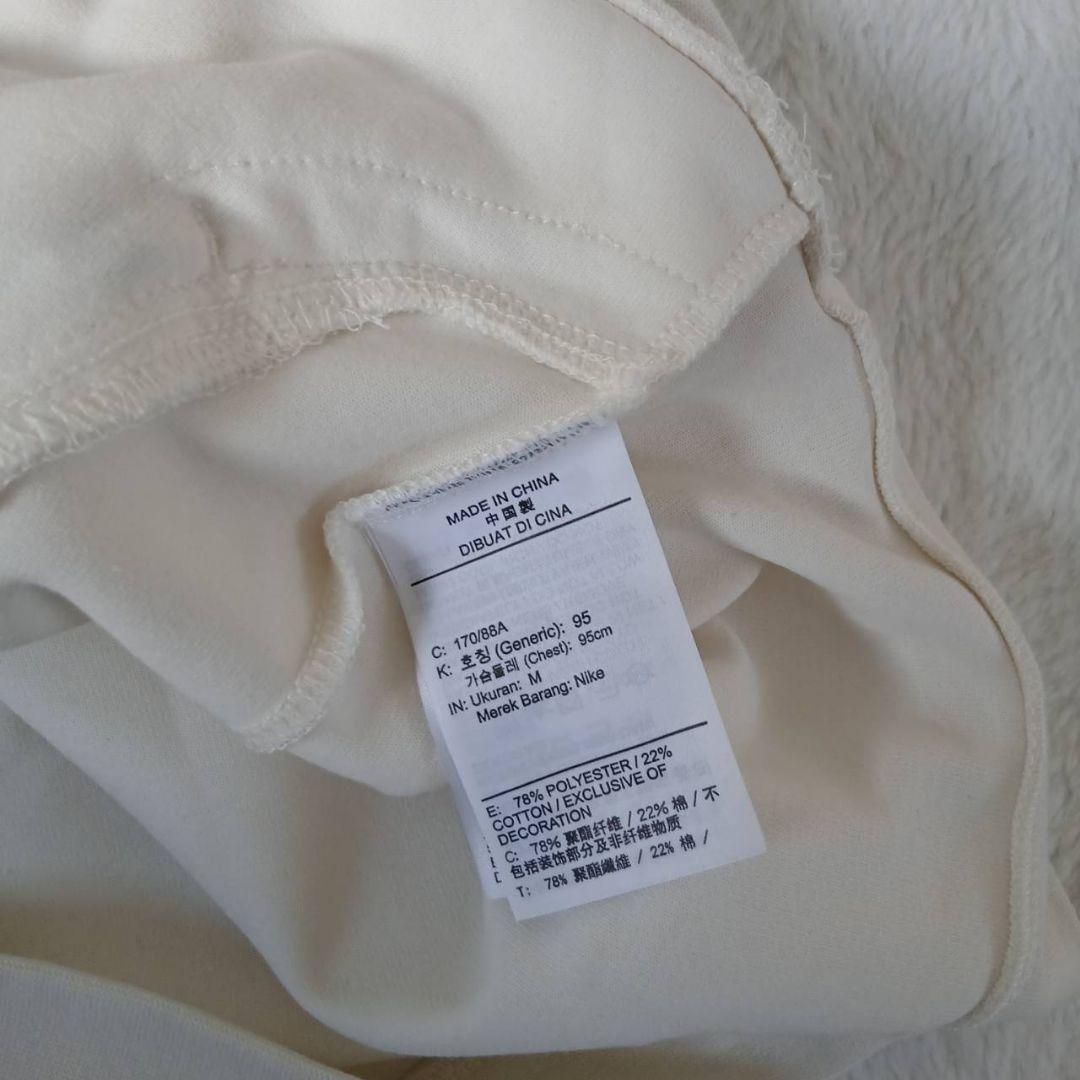 MADE IN CHINA
中国製
DIBUAT DI CINA
C: 170/88A
K: 호칭 (Generic): 95
가슴둘레 (Chest): 95cm
IN: Ukuran: M
Merek Barang: Nike
E: 78% POLYESTER / 22%
COTTON / EXCLUSIVE OF
DECORATION
C: 78% 聚酯纤维 / 22% 棉 / 不
包括装饰部分及非纤维物质
T: 78% 聚酯纖維 / 22% 棉 /